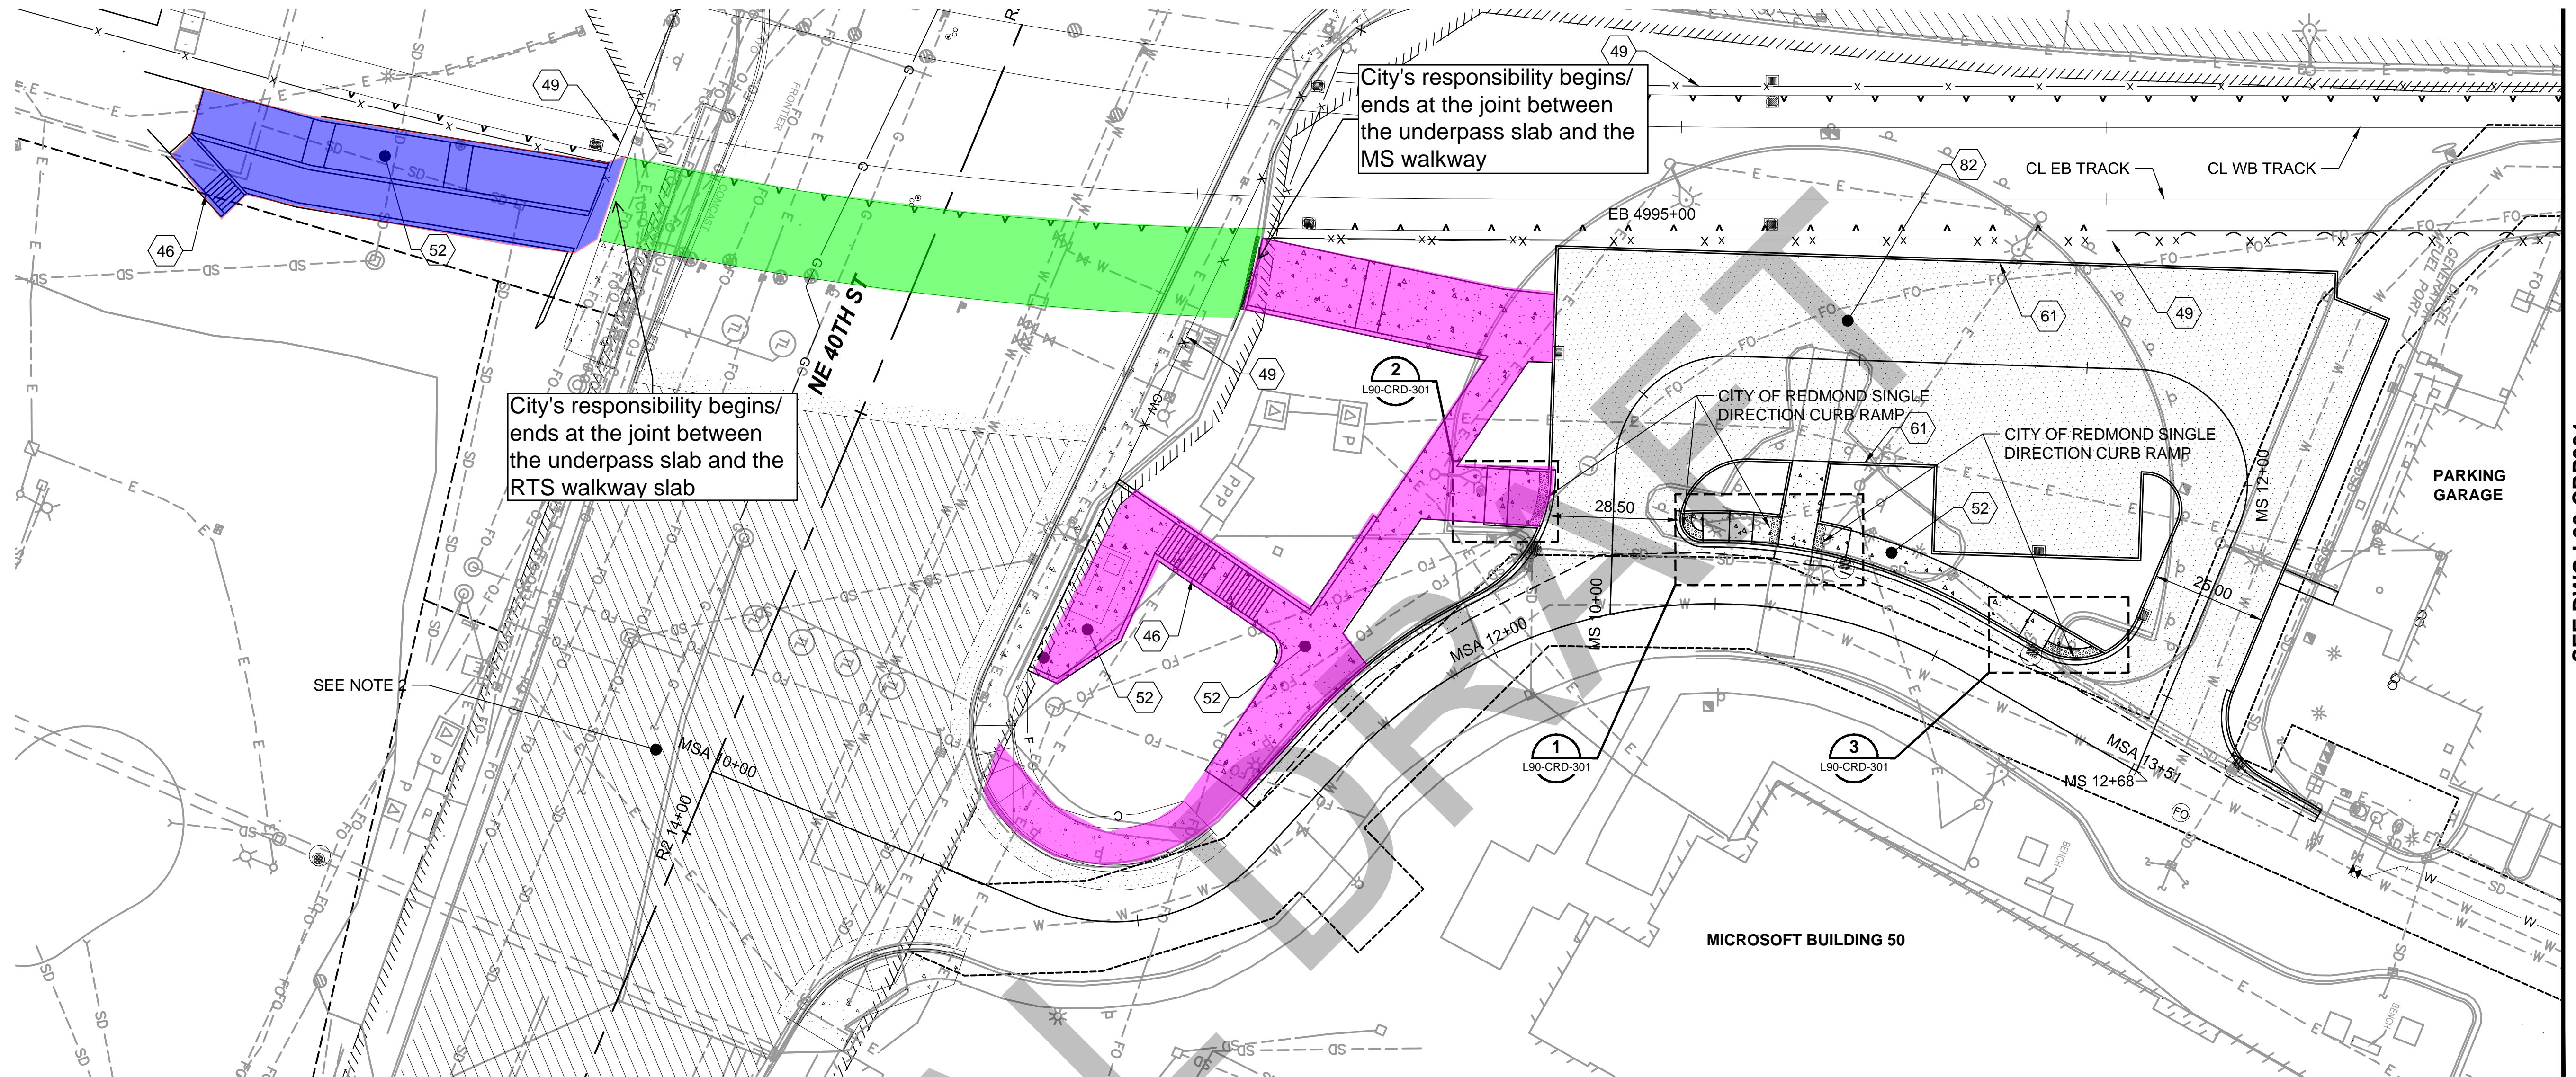 49
City's responsibility begins/
ends at the joint between
the underpass slab and the
MS walkway
49
FRONTIER
COMCAST
82
CL EB TRACK
CL WB TRACK
EB 4995+00
46
52
61
49
NE 40TH ST
49
2
L90-CRD-301
City's responsibility begins/
ends at the joint between
the underpass slab and the
RTS walkway slab
CITY OF REDMOND SINGLE
DIRECTION CURB RAMP
61
CITY OF REDMOND SINGLE
DIRECTION CURB RAMP
GENERATOR
DIESEL
FUEL PORT
PARKING
GARAGE
MS 12+00
28.50
52
25.00
MS 10+00
MSA 12+00
46
52
52
SEE NOTE 2
MSA 10+00
R2 14+00
1
L90-CRD-301
3
L90-CRD-301
MSA 13+51
MS 12+68
MICROSOFT BUILDING 50
BENCH
BENCH
DRAFT